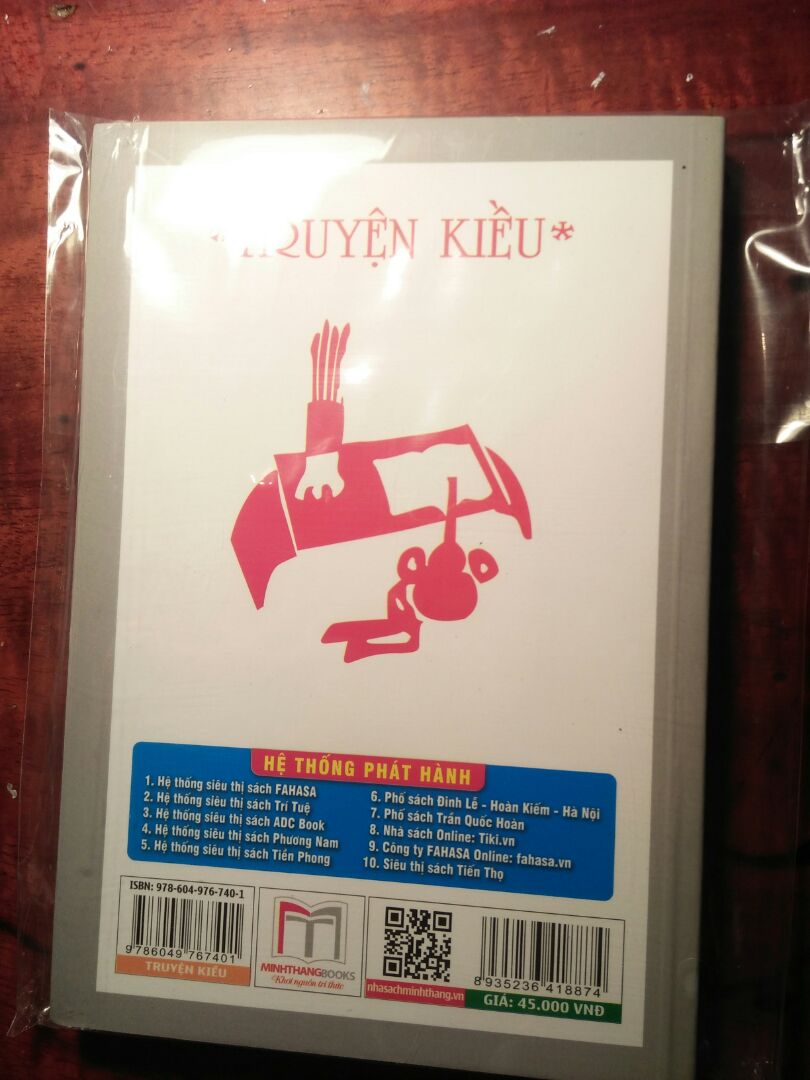 *TRUYỆN KIỀU*
HỆ THỐNG PHÁT HÀNH
1. Hệ thống siêu thị sách FAHASA
2. Hệ thống siêu thị sách Trí Tuệ
3. Hệ thống siêu thị sách ADC Book
4. Hệ thống siêu thị sách Phương Nam
5. Hệ thống siêu thị sách Tiền Phong
6. Phố sách Đinh Lễ - Hoàn Kiếm - Hà Nội
7. Phố sách Trần Quốc Hoàn
8. Nhà sách Online: Tiki.vn
9. Công ty FAHASA Online: fahasa.vn
10. Siêu thị sách Tiến Thọ
ISBN: 978-604-976-740-1
9786049767401
TRUYỆN KIỀU
MINHTHANGBOOKS
Khơi nguồn tri thức
nhasachminhthang.vn
8935236418874
GIÁ: 45.000 VNĐ